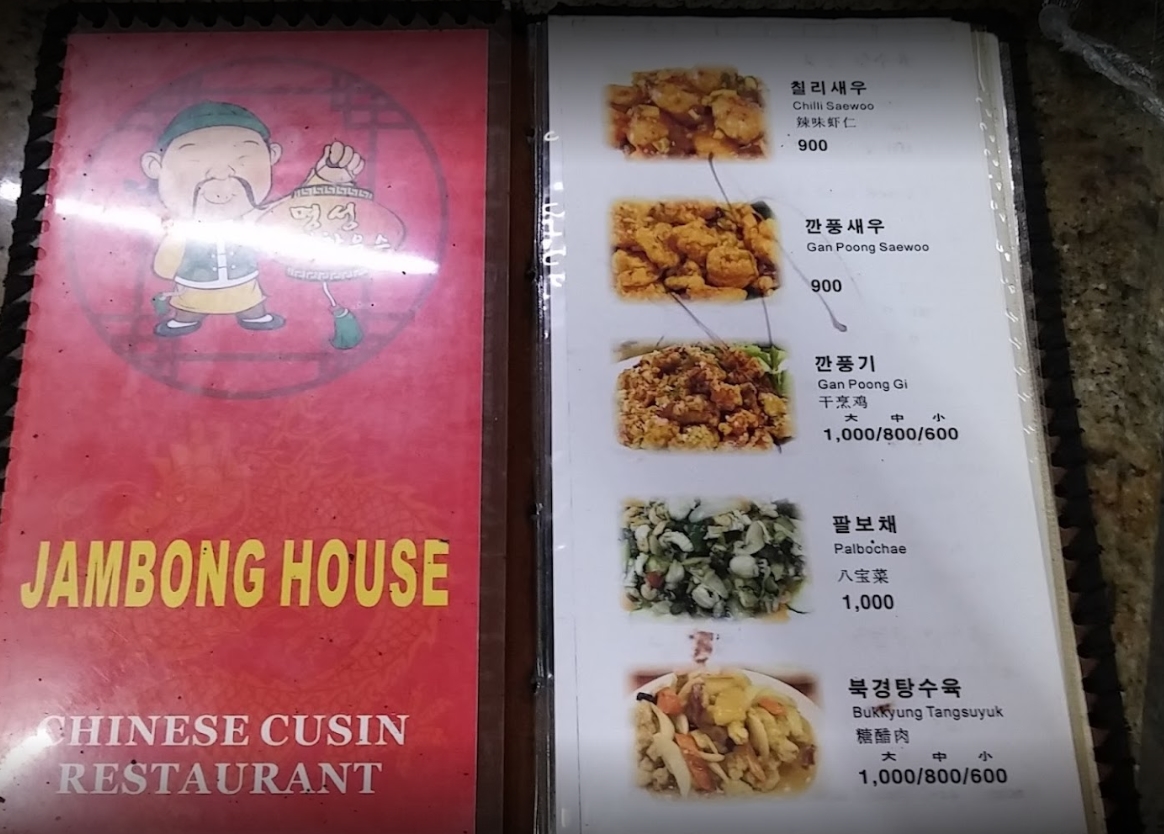 명성
JAMBONG HOUSE
CHINESE CUSIN
RESTAURANT
칠리새우
Chilli Saewoo
辣味虾仁
900
깐풍새우
Gan Poong Saewoo
900
깐풍기
Gan Poong Gi
干烹鸡
大 中 小
1,000/800/600
팔보채
Palbochae
八宝菜
1,000
북경탕수육
Bukkyung Tangsuyuk
糖醋肉
大 中 小
1,000/800/600